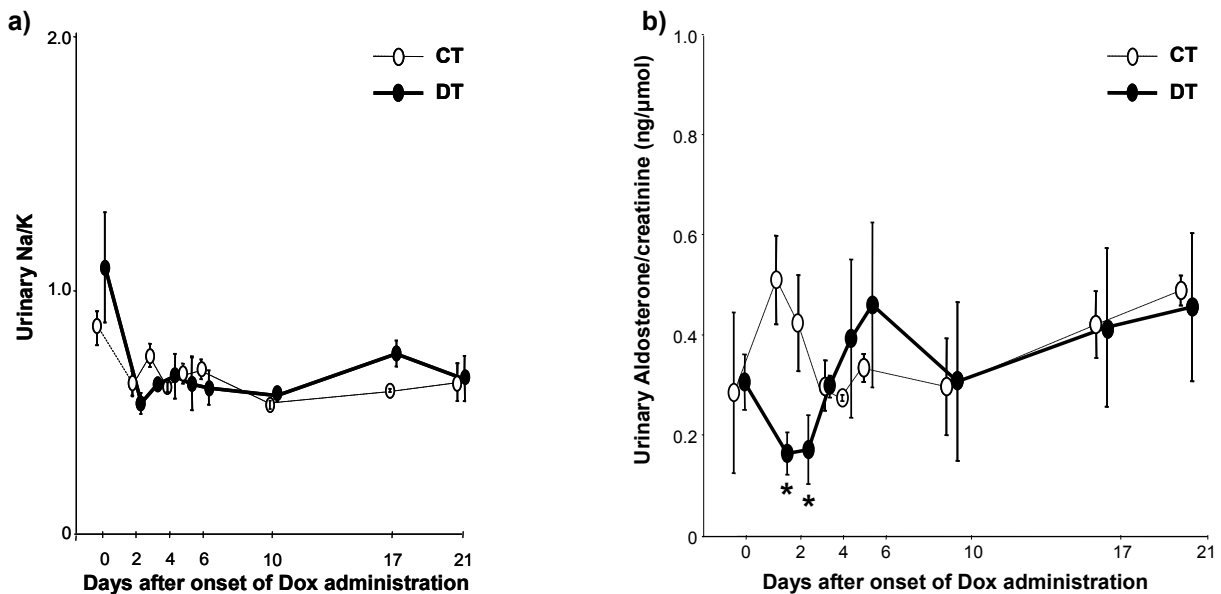 a)
2.0
1.0
0
Urinary Na/K
CT
DT
0 2 4 6 10 17 21
Days after onset of Dox administration
b)
1.0
0.8
0.6
0.4
0.2
0
Urinary Aldosterone/creatinine (ng/μmol)
CT
DT
* *
0 2 4 6 10 17 21
Days after onset of Dox administration